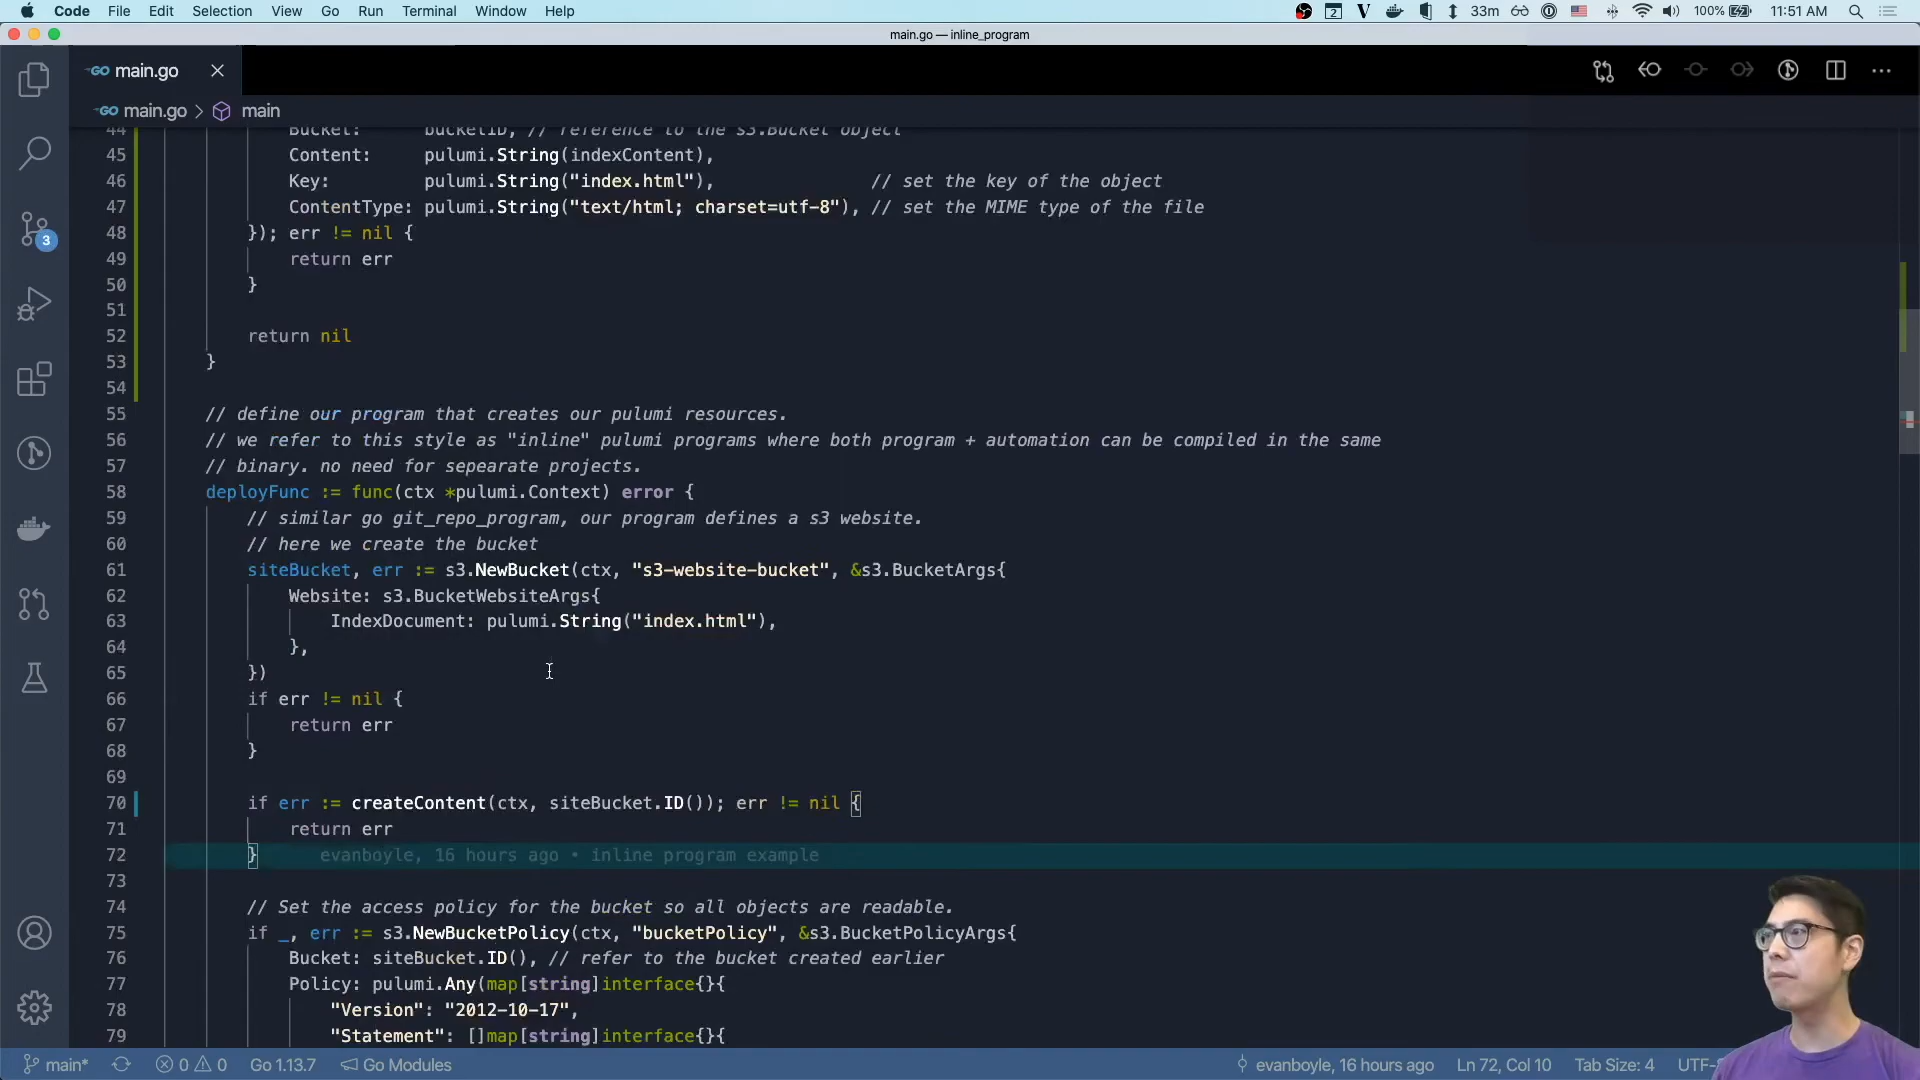 Code File Edit Selection View Go Run Terminal Window Help 2 V 33m 100% 11:51 AM
main.go — inline_program
GO main.go
GO main.go > main
44 Bucket: bucketID, // reference to the s3.Bucket object
45 Content: pulumi.String(indexContent),
46 Key: pulumi.String("index.html"), // set the key of the object
47 ContentType: pulumi.String("text/html; charset=utf-8"), // set the MIME type of the file
48 }); err != nil {
49 return err
50 }
51
52 return nil
53 }
54
55 // define our program that creates our pulumi resources.
56 // we refer to this style as "inline" pulumi programs where both program + automation can be compiled in the same
57 // binary. no need for sepearate projects.
58 deployFunc := func(ctx *pulumi.Context) error {
59 // similar go git_repo_program, our program defines a s3 website.
60 // here we create the bucket
61 siteBucket, err := s3.NewBucket(ctx, "s3-website-bucket", &s3.BucketArgs{
62 Website: s3.BucketWebsiteArgs{
63 IndexDocument: pulumi.String("index.html"),
64 },
65 })
66 if err != nil {
67 return err
68 }
69
70 if err := createContent(ctx, siteBucket.ID()); err != nil {
71 return err
72 } evanboyle, 16 hours ago • inline program example
73
74 // Set the access policy for the bucket so all objects are readable.
75 if _, err := s3.NewBucketPolicy(ctx, "bucketPolicy", &s3.BucketPolicyArgs{
76 Bucket: siteBucket.ID(), // refer to the bucket created earlier
77 Policy: pulumi.Any(map[string]interface{}{
78 "Version": "2012-10-17",
79 "Statement": []map[string]interface{}{
3
main* 0 0 Go 1.13.7 Go Modules evanboyle, 16 hours ago Ln 72, Col 10 Tab Size: 4